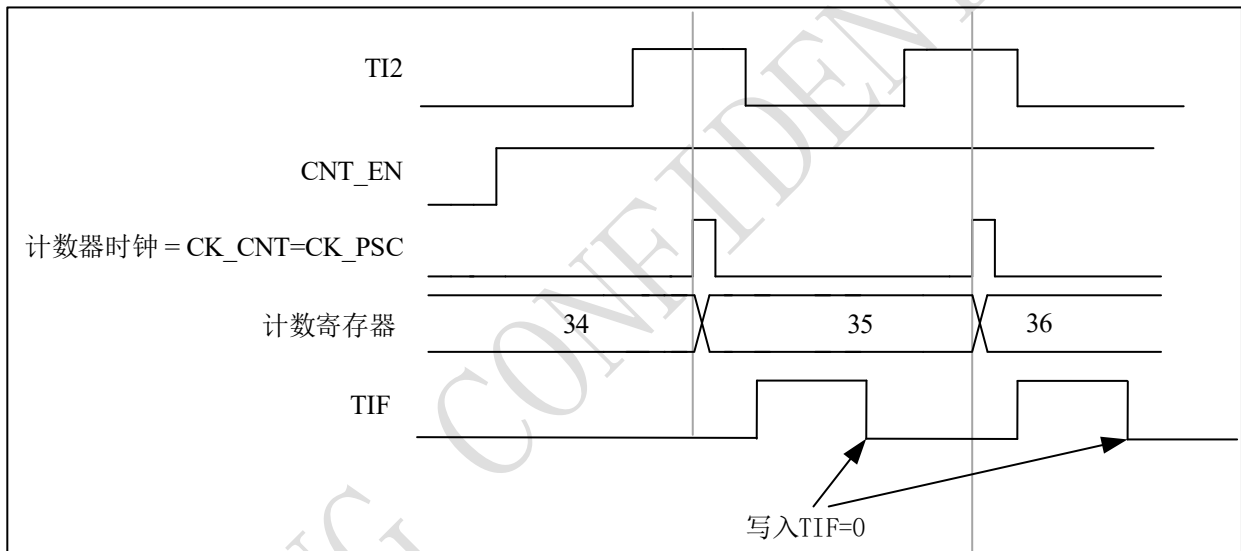 TI2
CNT_EN
计数器时钟 = CK_CNT=CK_PSC
计数寄存器
34
35
36
TIF
写入TIF=0
CONFIDENT